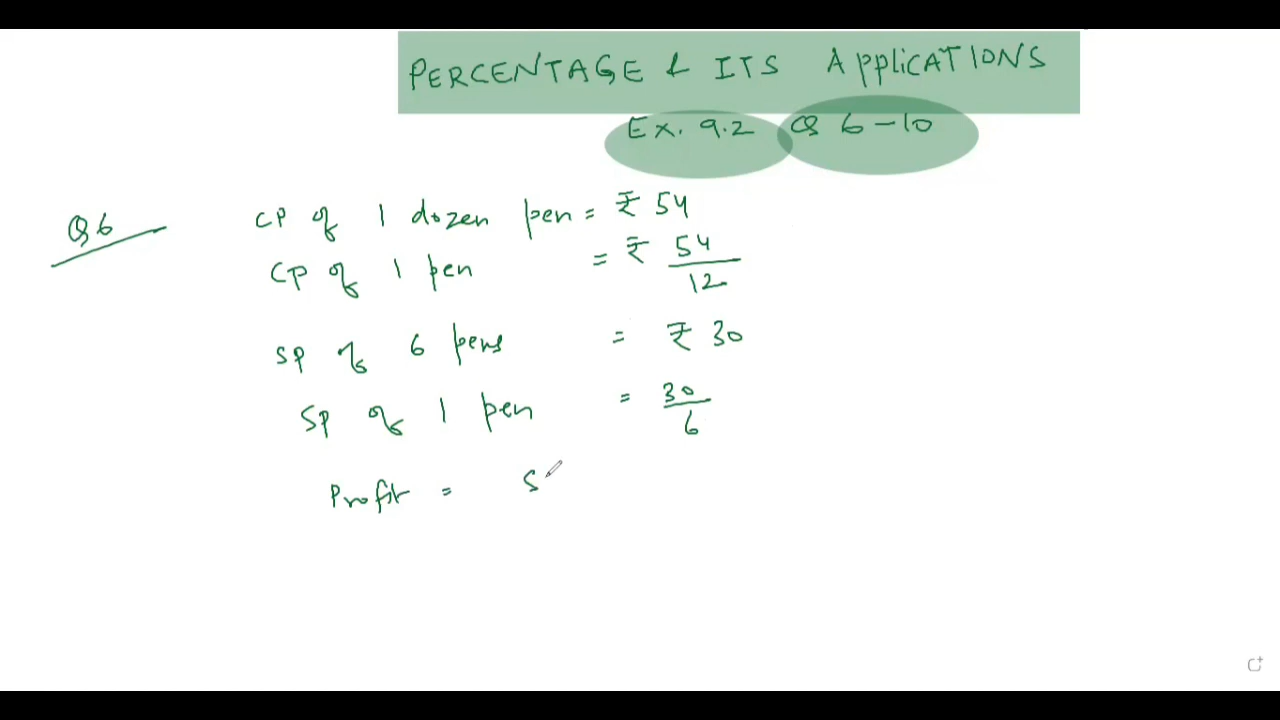 PERCENTAGE & ITS APPLICATIONS
Ex. 9.2 Q 6-10
Q6
CP of 1 dozen pen = ₹ 54
CP of 1 pen = ₹ 54/12
SP of 6 pens = ₹ 30
SP of 1 pen = 30/6
Profit = S